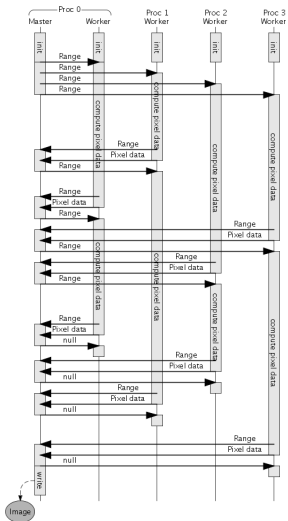 Proc 0
Proc 1
Proc 2
Proc 3
Master
Worker
Worker
Worker
Worker
init
init
init
init
init
Range
Range
Range
Range
compute pixel data
compute pixel data
compute pixel data
compute pixel data
Range
Pixel data
Range
Range
Pixel data
Range
Range
Pixel data
Range
Range
Pixel data
Range
compute pixel data
compute pixel data
compute pixel data
compute pixel data
Range
Pixel data
null
Range
Pixel data
null
Range
Pixel data
null
Range
Pixel data
null
write
Image